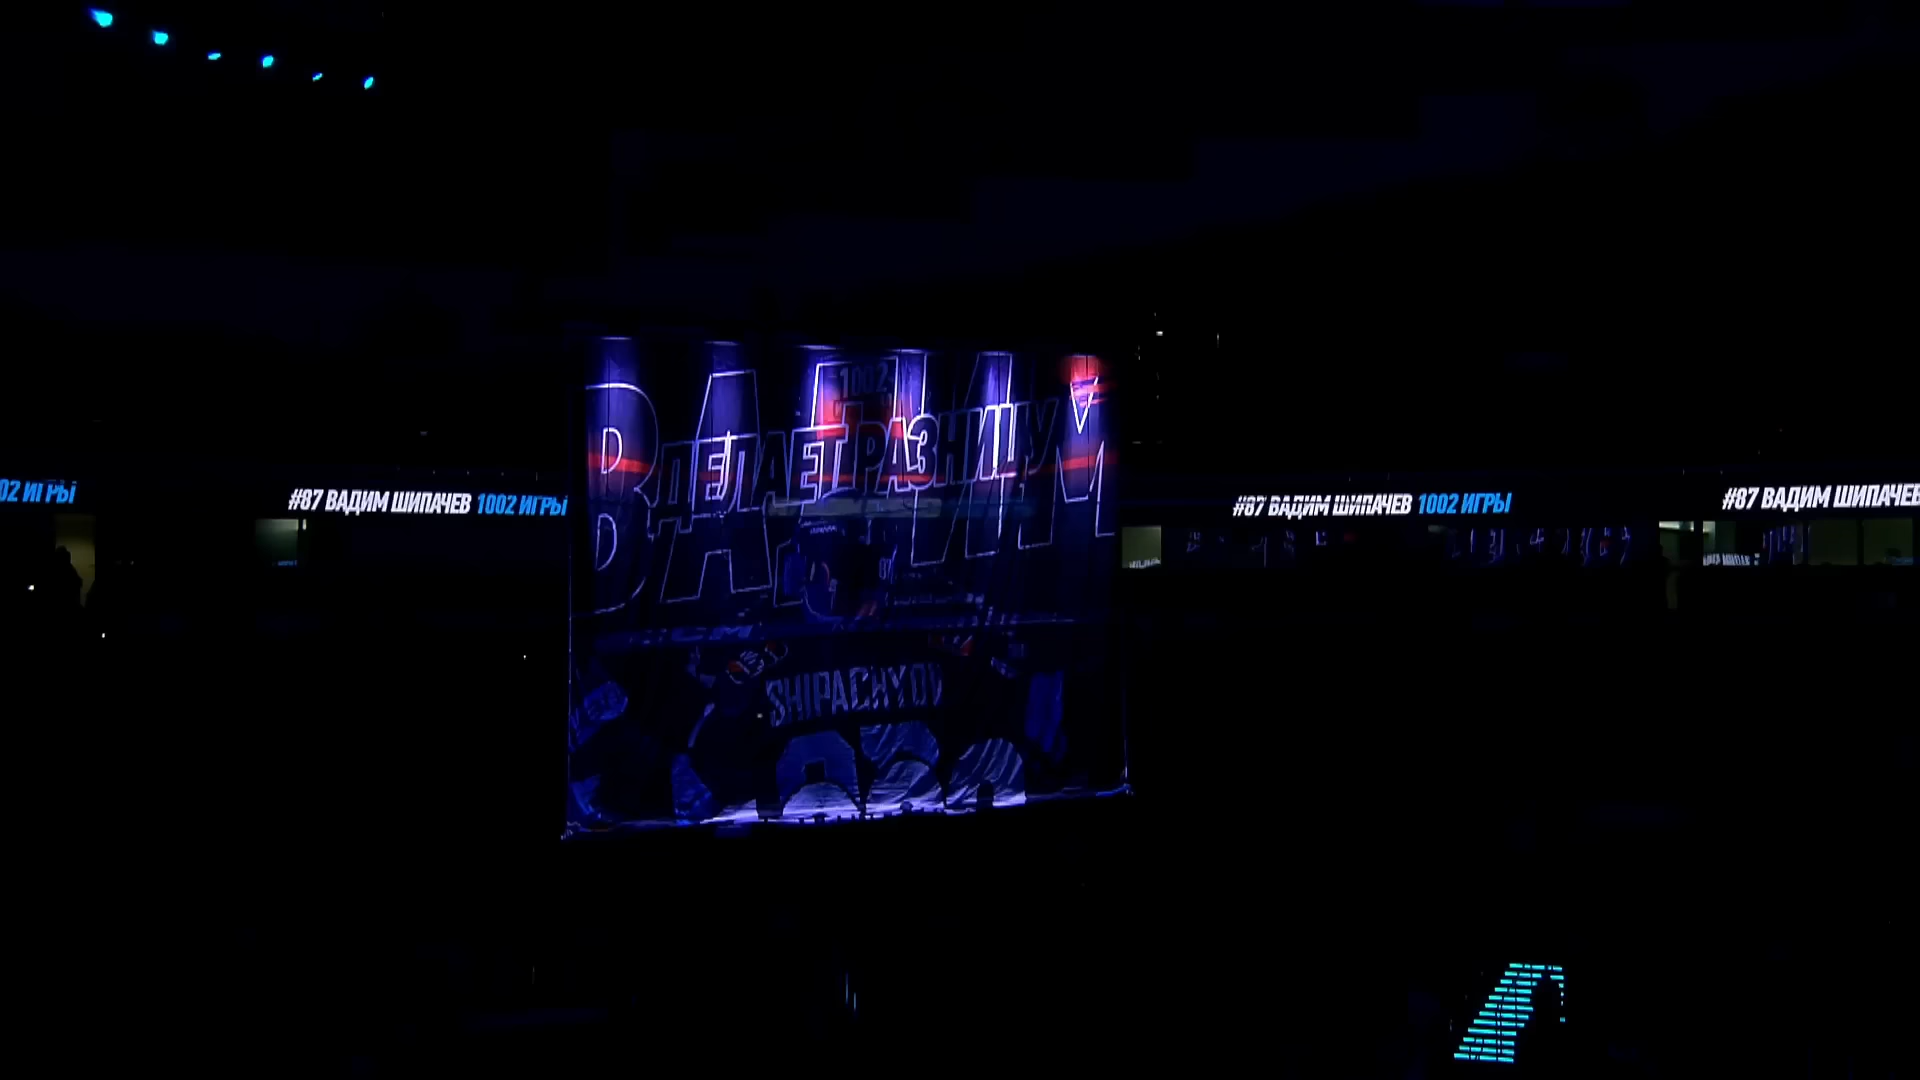 02 ИГРЫ
#87 ВАДИМ ШИПАЧЕВ 1002 ИГРЫ
1002
ВАДИМ
ДЕЛАЕТ РАЗНИЦУ
SHIPACHYOV
#87 ВАДИМ ШИПАЧЕВ 1002 ИГРЫ
#87 ВАДИМ ШИПАЧЕВ